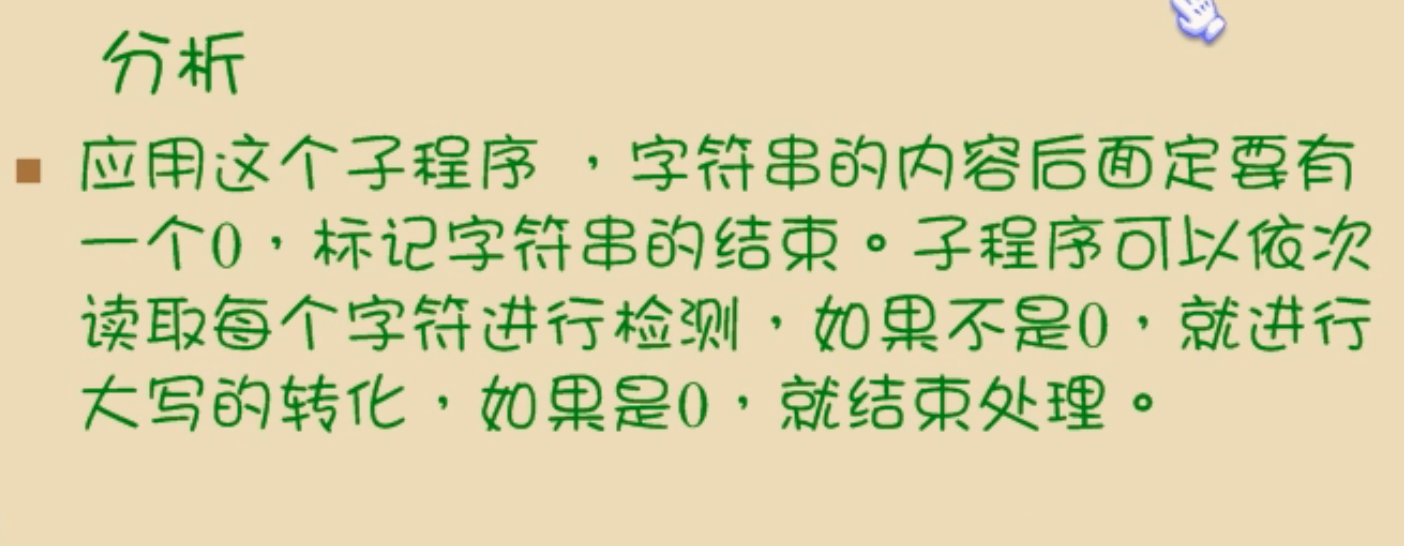 分析
应用这个子程序 ，字符串的内容后面定要有
一个0，标记字符串的结束。子程序可以依次
读取每个字符进行检测，如果不是0，就进行
大写的转化，如果是0，就结束处理。